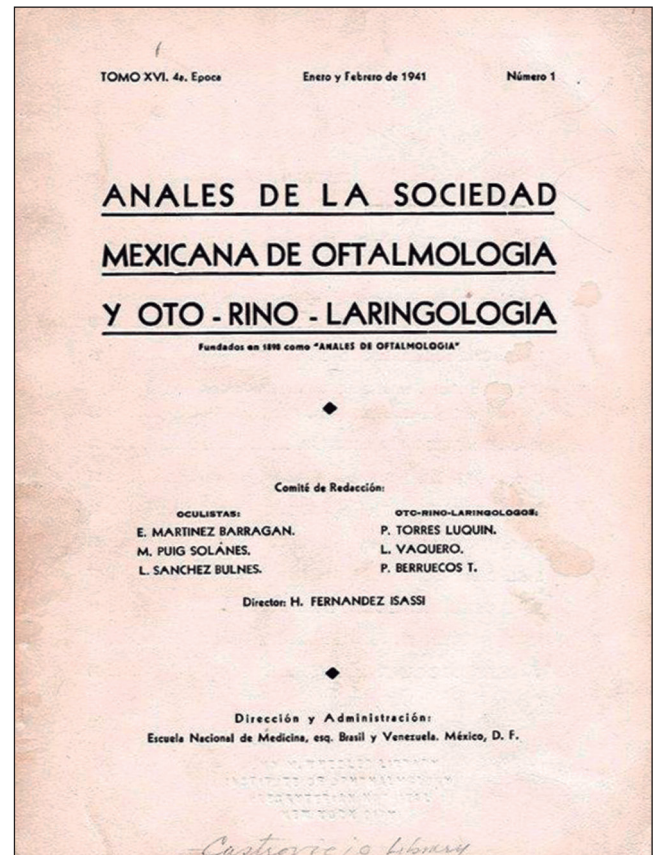 TOMO XVI. 4a. Epoca Enero y Febrero de 1941 Número 1
ANALES DE LA SOCIEDAD
MEXICANA DE OFTALMOLOGIA
Y OTO - RINO - LARINGOLOGIA
Fundados en 1898 como "ANALES DE OFTALMOLOGIA"
Comité de Redacción:
OCULISTAS:
E. MARTINEZ BARRAGAN.
M. PUIG SOLÁNES.
L. SANCHEZ BULNES.
OTO-RINO-LARINGOLOGOS:
P. TORRES LUQUIN.
L. VAQUERO.
P. BERRUECOS T.
Director: H. FERNANDEZ ISASSI
Dirección y Administración:
Escuela Nacional de Medicina, esq. Brasil y Venezuela. México, D. F.
Castroviejo Library